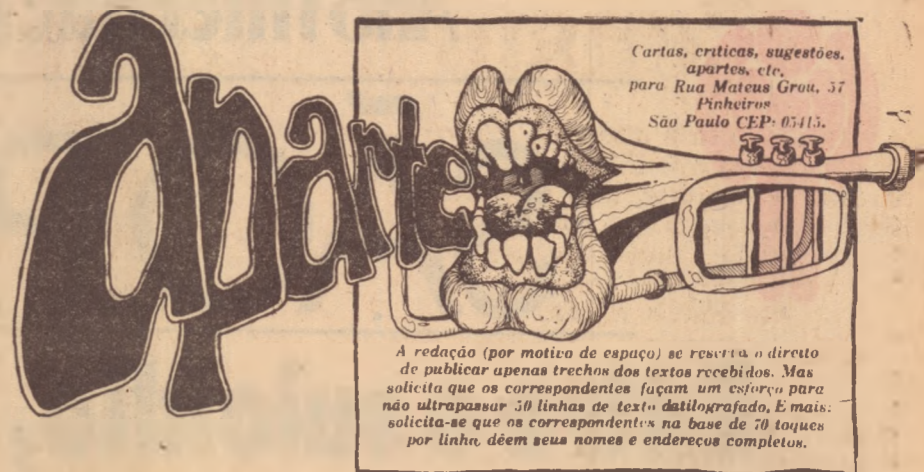 aparte
Cartas, críticas, sugestões,
apartes, etc.
para Rua Mateus Grou, 57
Pinheiros
São Paulo CEP: 05415.
A redação (por motivo de espaço) se reserva o direito
de publicar apenas trechos dos textos recebidos. Mas
solicita que os correspondentes façam um esforço para
não ultrapassar 50 linhas de texto datilografado. E mais:
solicita-se que os correspondentes na base de 70 toques
por linha, dêem seus nomes e endereços completos.